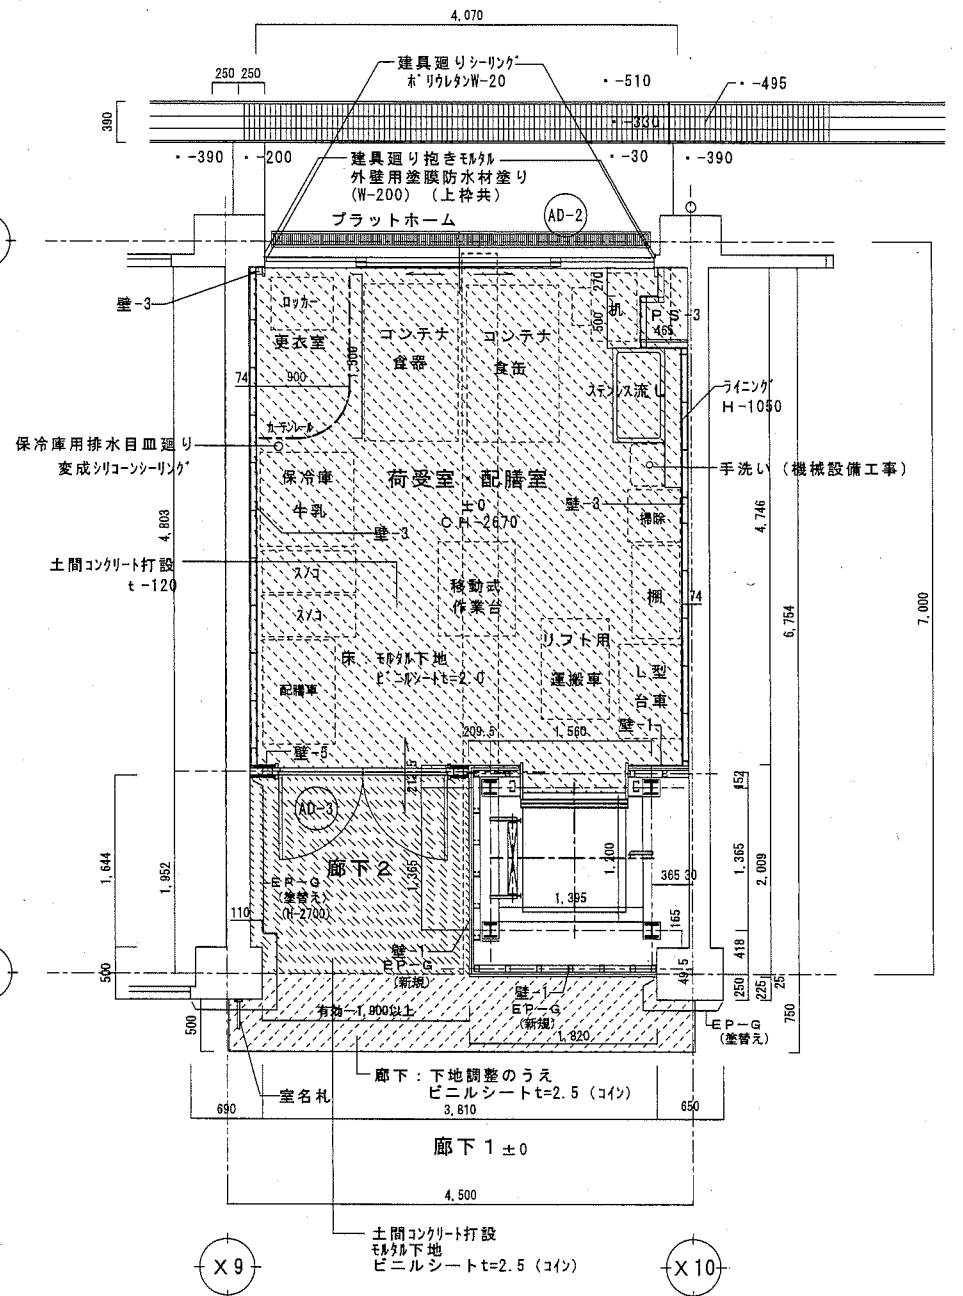 4,070
建具廻りシーリング
ポリウレタンW-20
250 250
・-510
・-495
390
・-330
・-390
・-200
建具廻り抱きモルタル
外壁用塗膜防水材塗り
(W-200) (上枠共)
・-30
・-390
プラットホーム
AD-2
壁-3
ロッカー
更衣室
コンテナ
食器
コンテナ
食缶
270
500
机
PS-3
465
1,300
74
900
カーテンレール
ステンレス流し
ライニング
H-1050
保冷庫用排水目皿廻り
変成シリコーンシーリング
保冷庫
牛乳
荷受室・配膳室
±0
CH-2670
手洗い (機械設備工事)
壁-3
壁-3
掃除
4,803
4,746
土間コンクリート打設
t-120
スノコ
スノコ
移動式
作業台
棚
74
6,754
7,000
床:モルタル下地
ビニルシートt=2.0
配膳車
リフト用
運搬車
L型
台車
壁-1
209.5
1,560
壁-5
212.5
152
AD-3
廊下2
1,365
1,200
1,395
365 30
1,365
2,009
1,644
1,952
EP-G
(塗替え)
(H-2700)
110
165
418
壁-1
EP-G
(新規)
49.5
500
250
225
25
750
壁-1
EP-G
(新規)
500
有効-1,900以上
1,820
EP-G
(塗替え)
廊下:下地調整のうえ
ビニルシートt=2.5 (コイン)
室名札
690
3,810
650
廊下1 ±0
4,500
土間コンクリート打設
モルタル下地
ビニルシートt=2.5 (コイン)
X9
X10